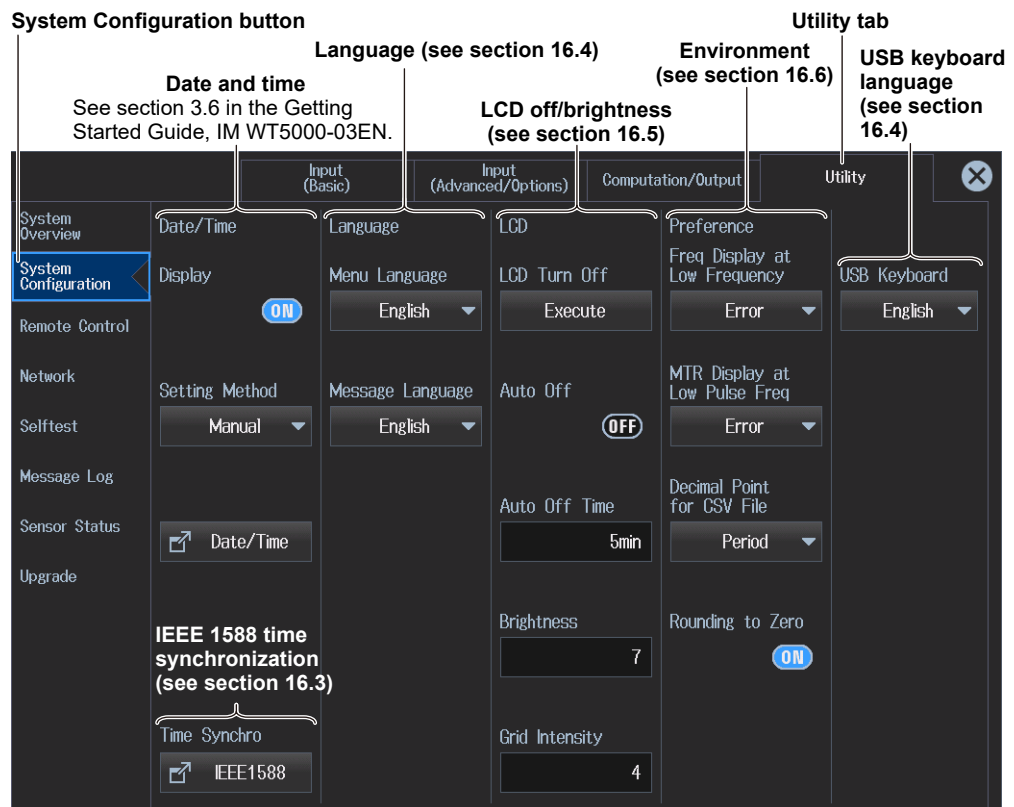 System Configuration button
Utility tab
Language (see section 16.4)
Environment
(see section 16.6)
USB keyboard
language
(see section
16.4)
Date and time
See section 3.6 in the Getting
Started Guide, IM WT5000-03EN.
LCD off/brightness
(see section 16.5)
Input
(Basic)
Input
(Advanced/Options)
Computation/Output
Utility
System
Overview
System
Configuration
Remote Control
Network
Selftest
Message Log
Sensor Status
Upgrade
Date/Time
Display
ON
Setting Method
Manual
Date/Time
IEEE 1588 time
synchronization
(see section 16.3)
Time Synchro
IEEE1588
Language
Menu Language
English
Message Language
English
LCD
LCD Turn Off
Execute
Auto Off
OFF
Auto Off Time
5min
Brightness
7
Grid Intensity
4
Preference
Freq Display at
Low Frequency
Error
MTR Display at
Low Pulse Freq
Error
Decimal Point
for CSV File
Period
Rounding to Zero
ON
USB Keyboard
English